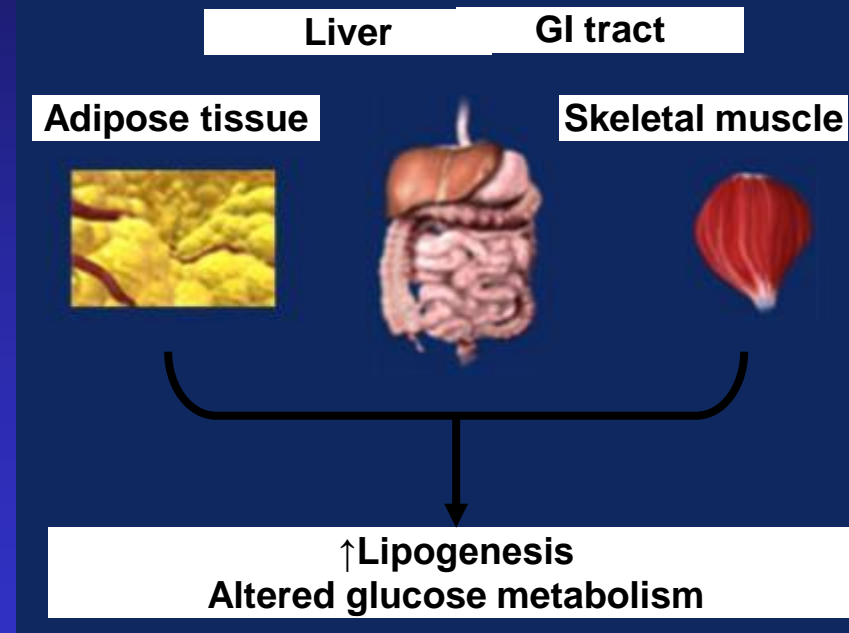 Liver
GI tract
Adipose tissue
Skeletal muscle
↑Lipogenesis
Altered glucose metabolism